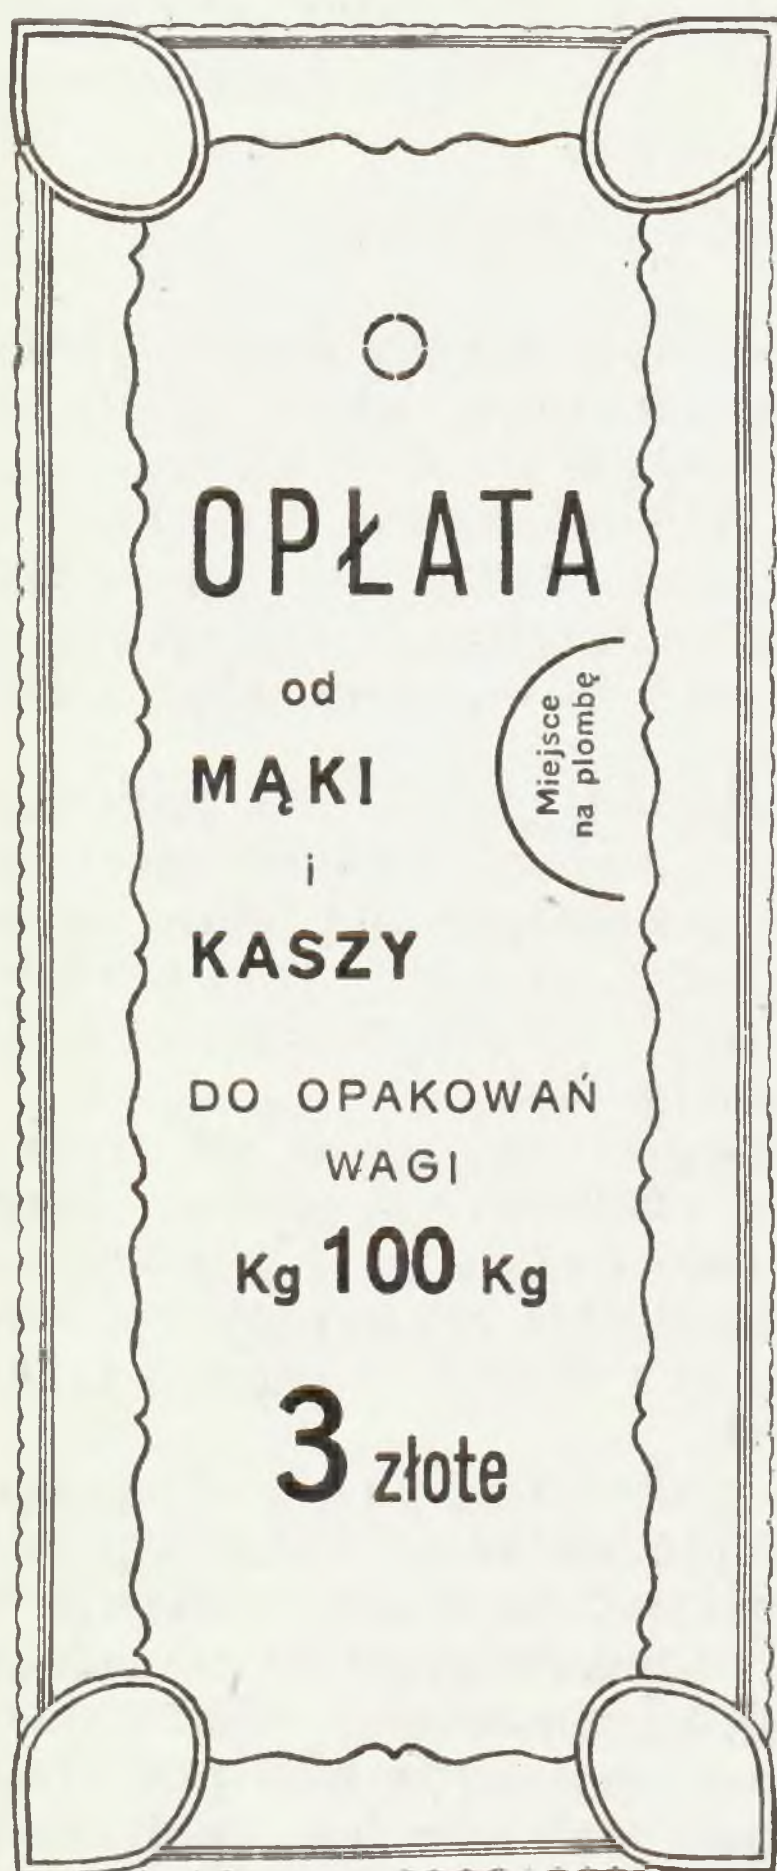 OPŁATA
od
MĄKI
i
KASZY
Miejsce
na plombę
DO OPAKOWAŃ
WAGI
Kg 100 Kg
3 złote